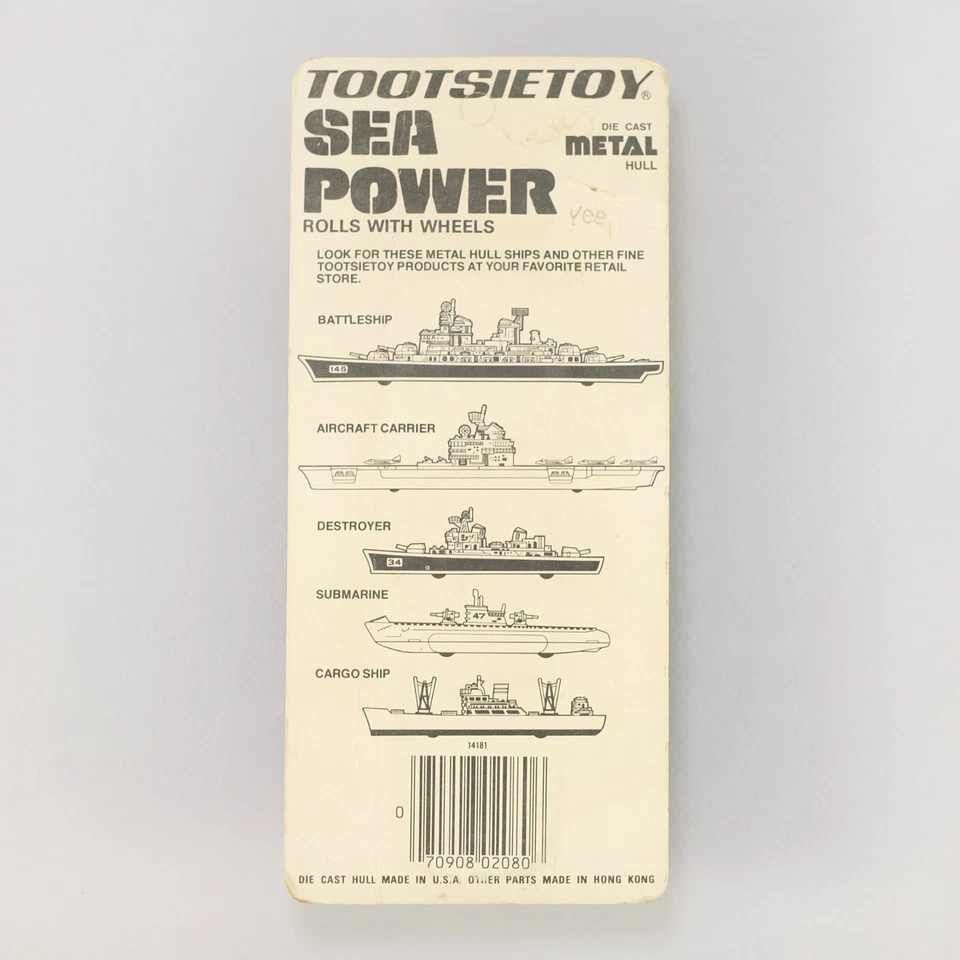 TOOTSIETOY®
SEA
POWER
DIE CAST
METAL
HULL
Yee
ROLLS WITH WHEELS
LOOK FOR THESE METAL HULL SHIPS AND OTHER FINE
TOOTSIETOY PRODUCTS AT YOUR FAVORITE RETAIL
STORE.
BATTLESHIP
145
AIRCRAFT CARRIER
DESTROYER
34
SUBMARINE
47
CARGO SHIP
14181
0
70908 02080
DIE CAST HULL MADE IN U.S.A. OTHER PARTS MADE IN HONG KONG